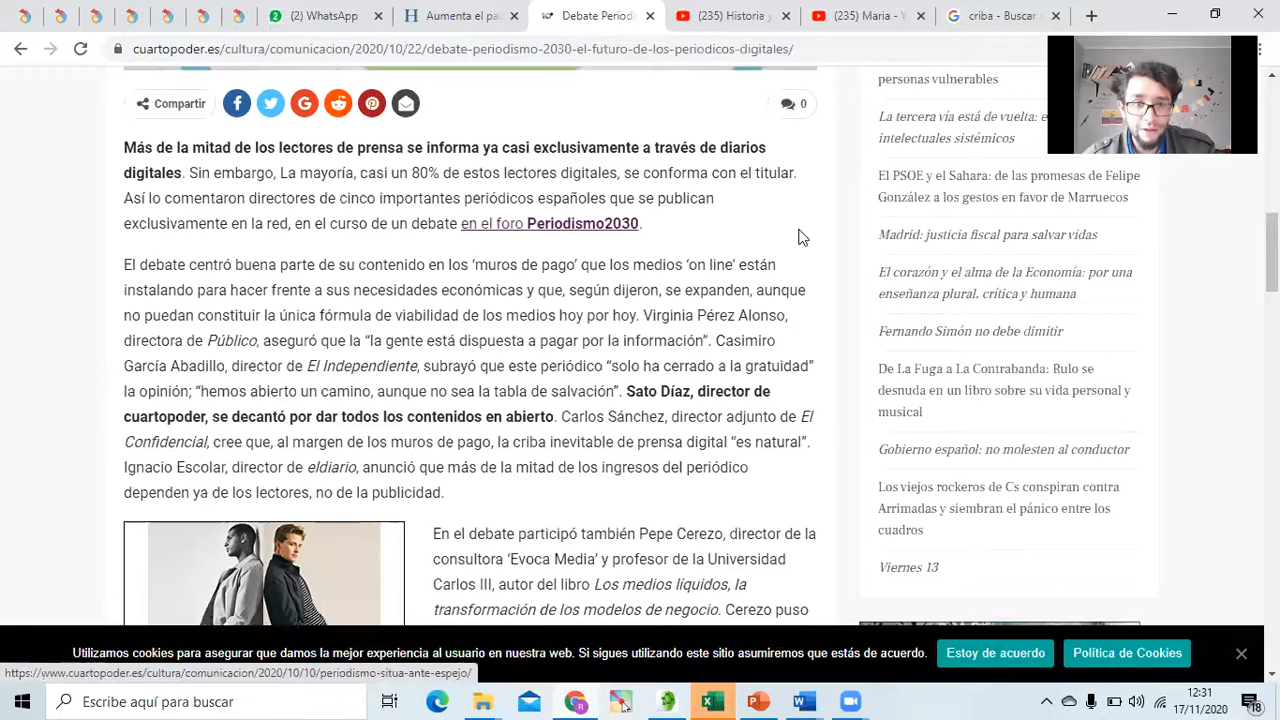 (2) WhatsApp
Aumenta el pa
Debate Periodi
(235) Historia y
(235) Maria - Y
criba - Buscar
cuartopoder.es/cultura/comunicacion/2020/10/22/debate-periodismo-2030-el-futuro-de-los-periodicos-digitales/
Compartir
0
Más de la mitad de los lectores de prensa se informa ya casi exclusivamente a través de diarios
digitales. Sin embargo, La mayoría, casi un 80% de estos lectores digitales, se conforma con el titular.
Así lo comentaron directores de cinco importantes periódicos españoles que se publican
exclusivamente en la red, en el curso de un debate en el foro Periodismo2030.
El debate centró buena parte de su contenido en los ‘muros de pago’ que los medios ‘on line’ están
instalando para hacer frente a sus necesidades económicas y que, según dijeron, se expanden, aunque
no puedan constituir la única fórmula de viabilidad de los medios hoy por hoy. Virginia Pérez Alonso,
directora de Público, aseguró que la “la gente está dispuesta a pagar por la información”. Casimiro
García Abadillo, director de El Independiente, subrayó que este periódico “solo ha cerrado a la gratuidad”
la opinión; “hemos abierto un camino, aunque no sea la tabla de salvación”. Sato Díaz, director de
cuartopoder, se decantó por dar todos los contenidos en abierto. Carlos Sánchez, director adjunto de El
Confidencial, cree que, al margen de los muros de pago, la criba inevitable de prensa digital “es natural”.
Ignacio Escolar, director de eldiario, anunció que más de la mitad de los ingresos del periódico
dependen ya de los lectores, no de la publicidad.
En el debate participó también Pepe Cerezo, director de la
consultora ‘Evoca Media’ y profesor de la Universidad
Carlos III, autor del libro Los medios líquidos, la
transformación de los modelos de negocio. Cerezo puso
personas vulnerables
La tercera vía está de vuelta: e
intelectuales sistémicos
El PSOE y el Sahara: de las promesas de Felipe
González a los gestos en favor de Marruecos
Madrid: justicia fiscal para salvar vidas
El corazón y el alma de la Economía: por una
enseñanza plural, crítica y humana
Fernando Simón no debe dimitir
De La Fuga a La Contrabanda: Rulo se
desnuda en un libro sobre su vida personal y
musical
Gobierno español: no molesten al conductor
Los viejos rockeros de Cs conspiran contra
Arrimadas y siembran el pánico entre los
cuadros
Viernes 13
Utilizamos cookies para asegurar que damos la mejor experiencia al usuario en nuestra web. Si sigues utilizando este sitio asumiremos que estás de acuerdo.
Estoy de acuerdo
Política de Cookies
https://www.cuartopoder.es/cultura/comunicacion/2020/10/10/periodismo-situa-ante-espejo/
Escribe aquí para buscar
12:31
17/11/2020
18